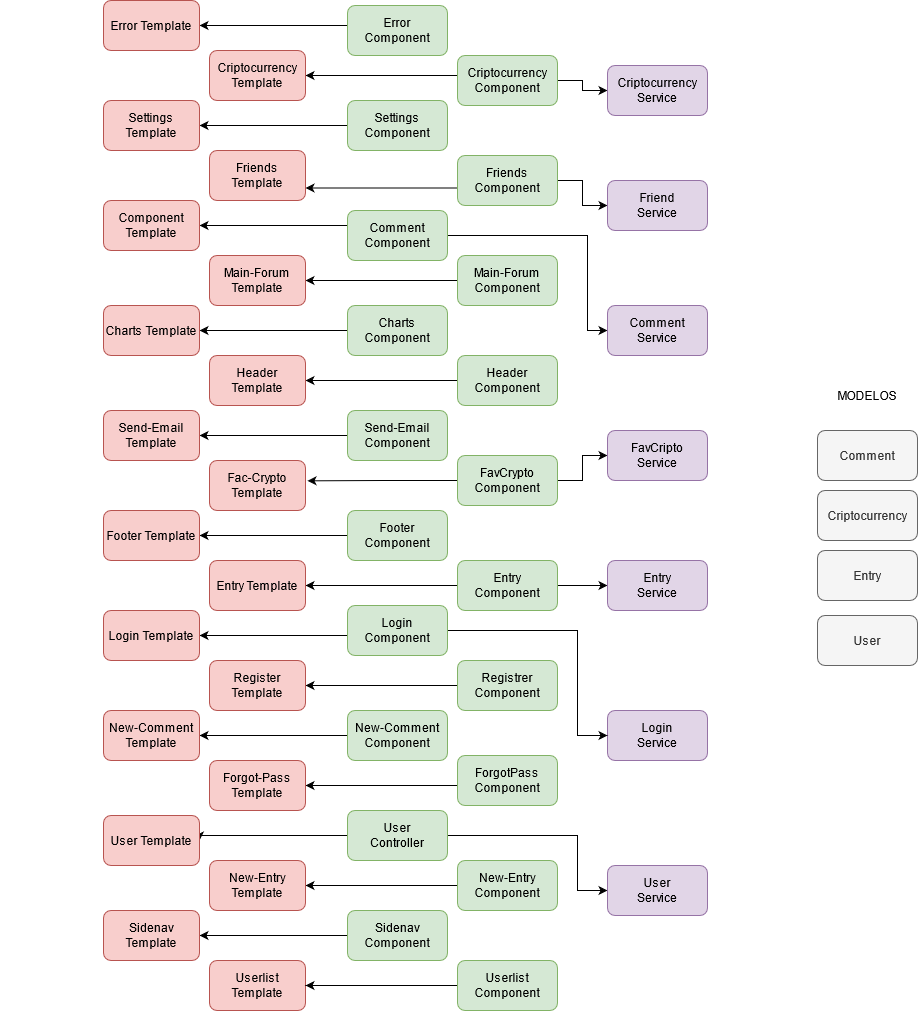 Error Template
Error
Component
Criptocurrency
Template
Criptocurrency
Component
Criptocurrency
Service
Settings
Template
Settings
Component
Friends
Template
Friends
Component
Friend
Service
Component
Template
Comment
Component
Main-Forum
Template
Main-Forum
Component
Charts Template
Charts
Component
Comment
Service
Header
Template
Header
Component
MODELOS
Send-Email
Template
Send-Email
Component
FavCripto
Service
Comment
Fac-Crypto
Template
FavCrypto
Component
Criptocurrency
Footer Template
Footer
Component
Entry Template
Entry
Component
Entry
Service
Entry
Login Template
Login
Component
User
Register
Template
Registrer
Component
New-Comment
Template
New-Comment
Component
Login
Service
Forgot-Pass
Template
ForgotPass
Component
User Template
User
Controller
New-Entry
Template
New-Entry
Component
User
Service
Sidenav
Template
Sidenav
Component
Userlist
Template
Userlist
Component